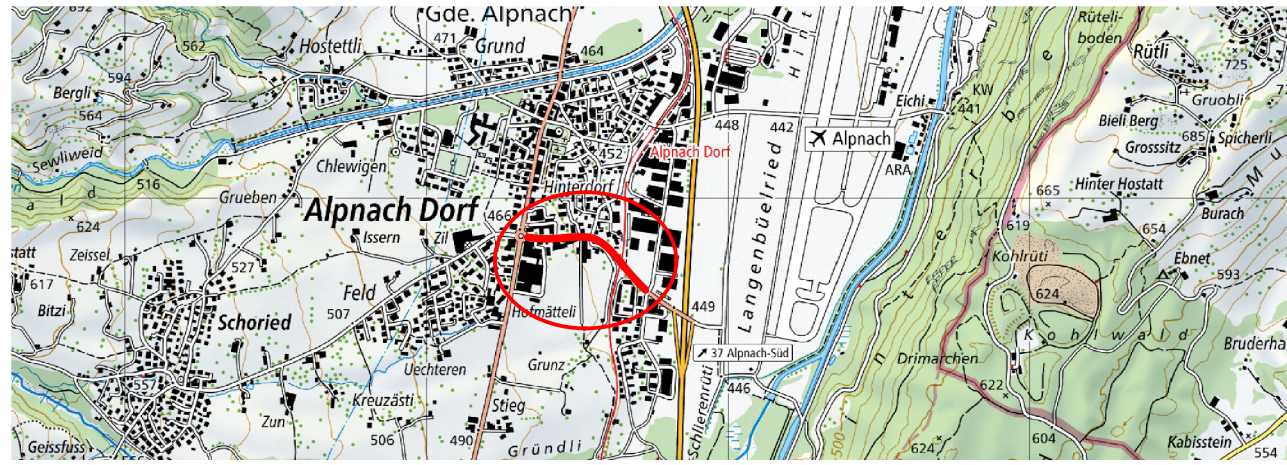 Gde. Alpnach
562
Hostettli
471
Grund
464
594
Bergli
564
Sewliweid
516
Chlewigen
Grueben
452
Alpnach Dorf
Hinterdorf
448
442
Alpnach
Eichi
ARA
KW
441
Rüteli-
boden
Rütli
725
Gruobli
Bieli Berg
685
Spicherli
Grosssitz
Hinter Hostatt
Burach
665
619
654
Kohlrüti
624
Ebnet
593
Kohlwald
Alpnach Dorf
466
Zil
Issern
624
Zeissel
527
617
Bitzi
Feld
507
Schoried
Hofmätteli
449
Langenbüelried
37 Alpnach-Süd
446
Schlierenrüti
Drimarchen
622
Bruderha
Uechteren
Grunz
557
Kreuzästi
Zun
506
Stieg
490
Gründli
Geissfuss
500
624
604
Kabisstein
554